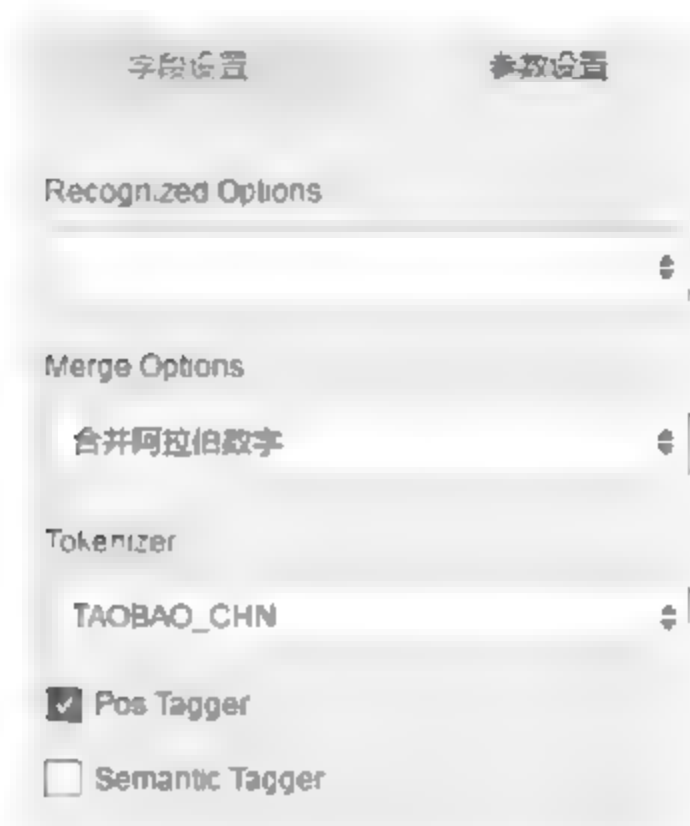 字段设置 参数设置
Recognized Options
Merge Options
合并阿拉伯数字
Tokenizer
TAOBAO_CHN
Pos Tagger
Semantic Tagger